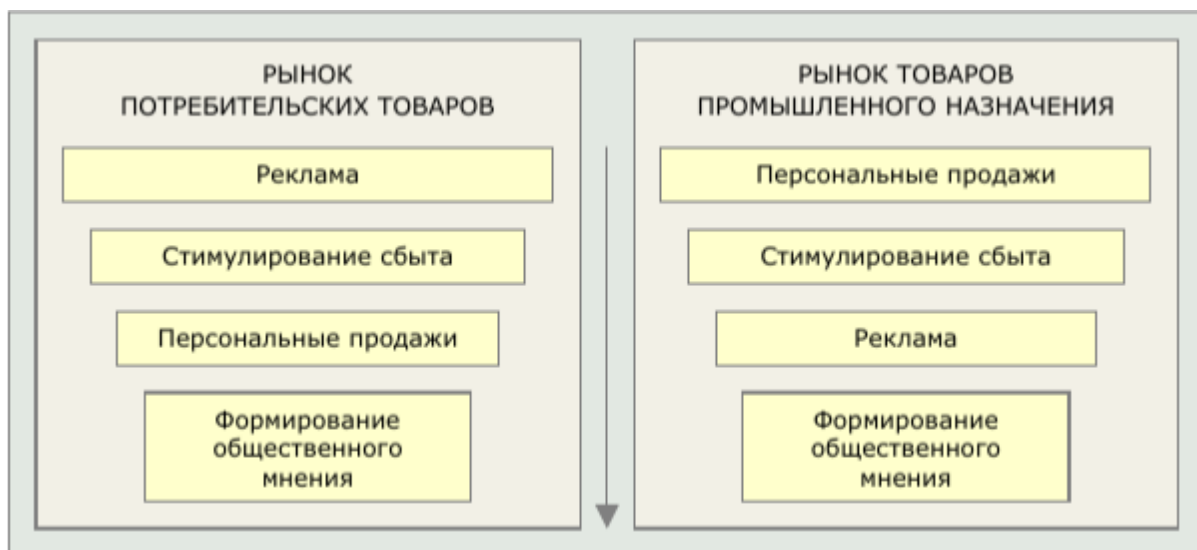 РЫНОК
ПОТРЕБИТЕЛЬСКИХ ТОВАРОВ
Реклама
Стимулирование сбыта
Персональные продажи
Формирование
общественного
мнения
РЫНОК ТОВАРОВ
ПРОМЫШЛЕННОГО НАЗНАЧЕНИЯ
Персональные продажи
Стимулирование сбыта
Реклама
Формирование
общественного
мнения